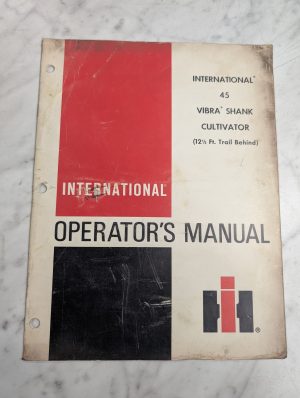 INTERNATIONAL®
45
VIBRA® SHANK
CULTIVATOR
(12½ Ft. Trail Behind)
INTERNATIONAL
OPERATOR'S MANUAL
IH
®